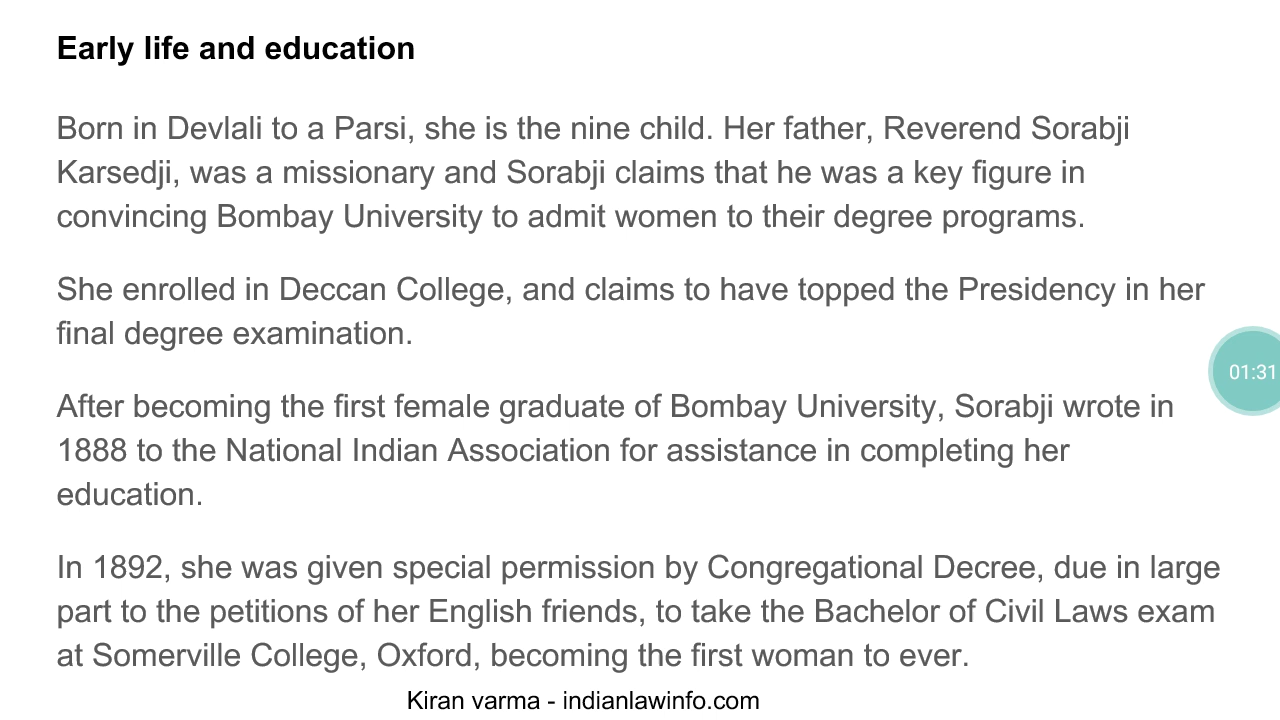 Early life and education
Born in Devlali to a Parsi, she is the nine child. Her father, Reverend Sorabji
Karsedji, was a missionary and Sorabji claims that he was a key figure in
convincing Bombay University to admit women to their degree programs.
She enrolled in Deccan College, and claims to have topped the Presidency in her
final degree examination.
After becoming the first female graduate of Bombay University, Sorabji wrote in
1888 to the National Indian Association for assistance in completing her
education.
In 1892, she was given special permission by Congregational Decree, due in large
part to the petitions of her English friends, to take the Bachelor of Civil Laws exam
at Somerville College, Oxford, becoming the first woman to ever.
Kiran varma - indianlawinfo.com
01:31